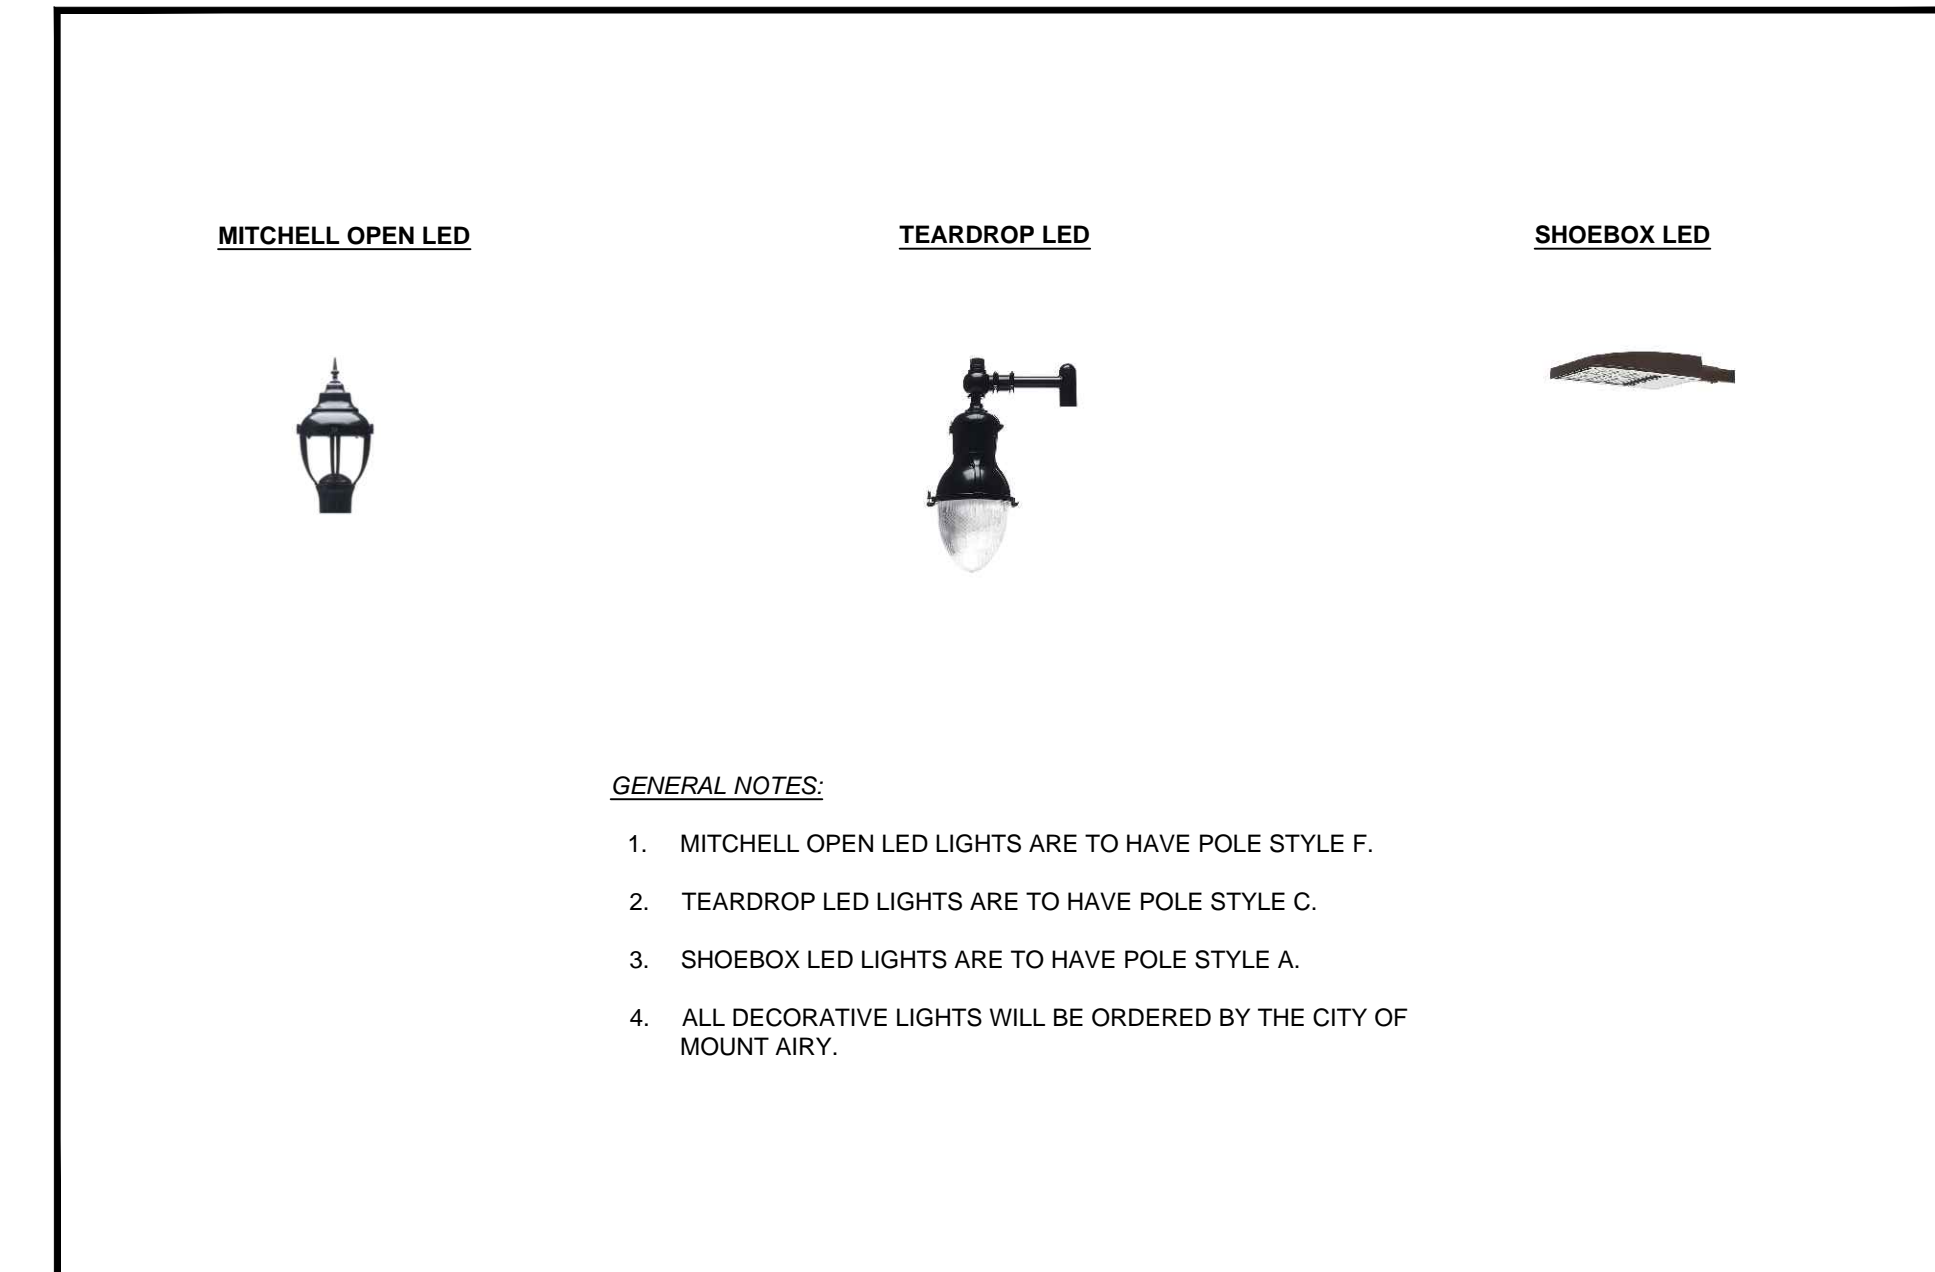 MITCHELL OPEN LED
TEARDROP LED
SHOEBOX LED
GENERAL NOTES:
1. MITCHELL OPEN LED LIGHTS ARE TO HAVE POLE STYLE F.
2. TEARDROP LED LIGHTS ARE TO HAVE POLE STYLE C.
3. SHOEBOX LED LIGHTS ARE TO HAVE POLE STYLE A.
4. ALL DECORATIVE LIGHTS WILL BE ORDERED BY THE CITY OF
MOUNT AIRY.